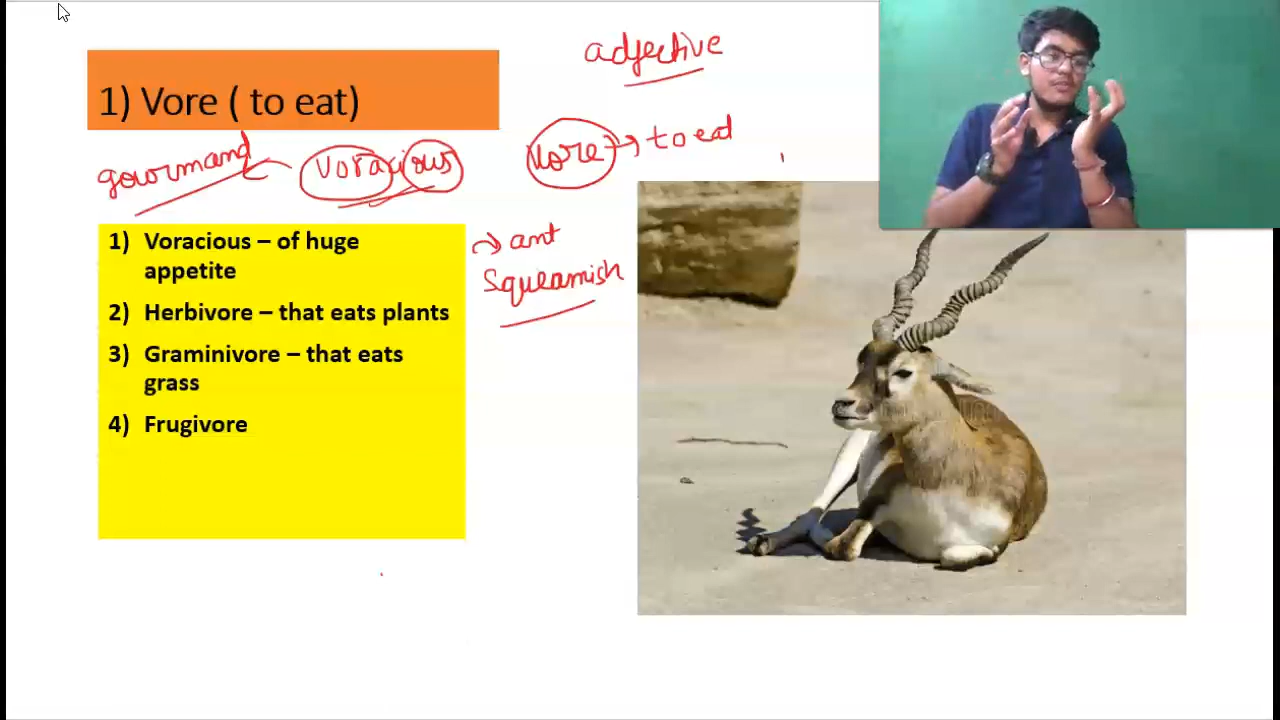 adjective
1) Vore ( to eat)
gourmand voracious vore → to eat
1) Voracious – of huge
appetite
→ ant
Squeamish
2) Herbivore – that eats plants
3) Graminivore – that eats
grass
4) Frugivore